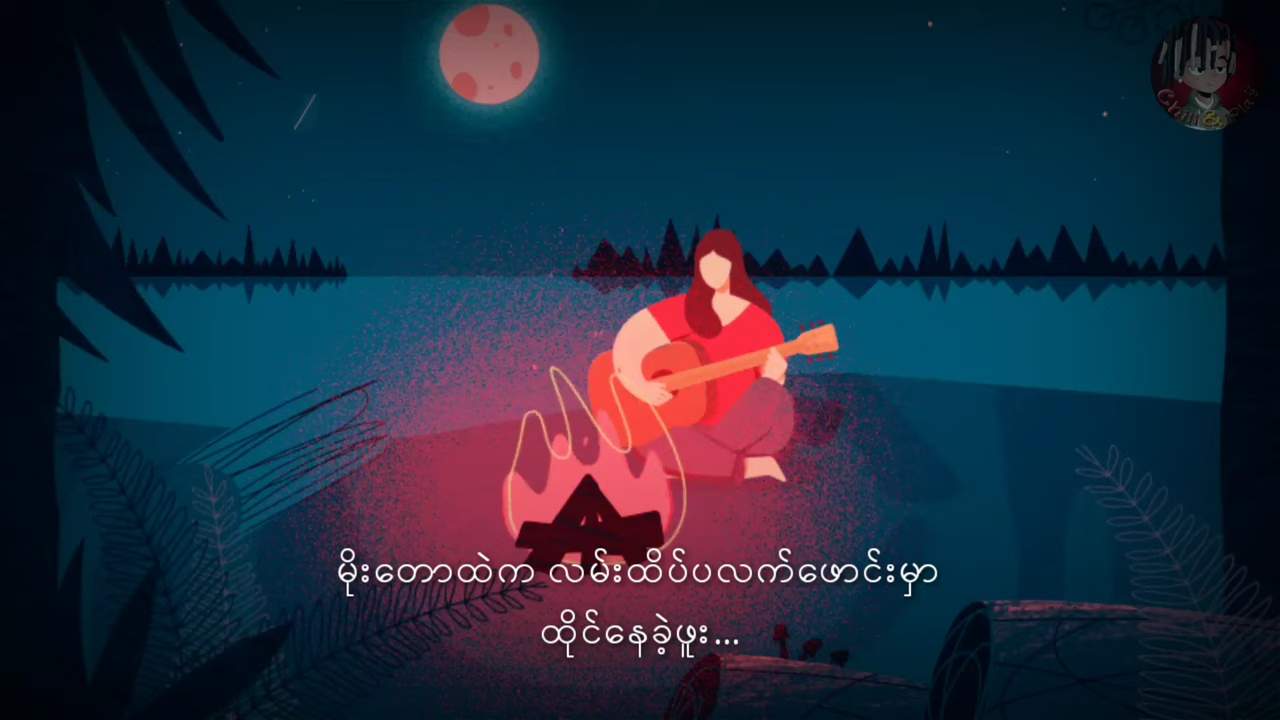 မိုးတောထဲက လမ်းထိပ်ပလက်ဖောင်းမှာ
ထိုင်နေခဲ့ဖူး...